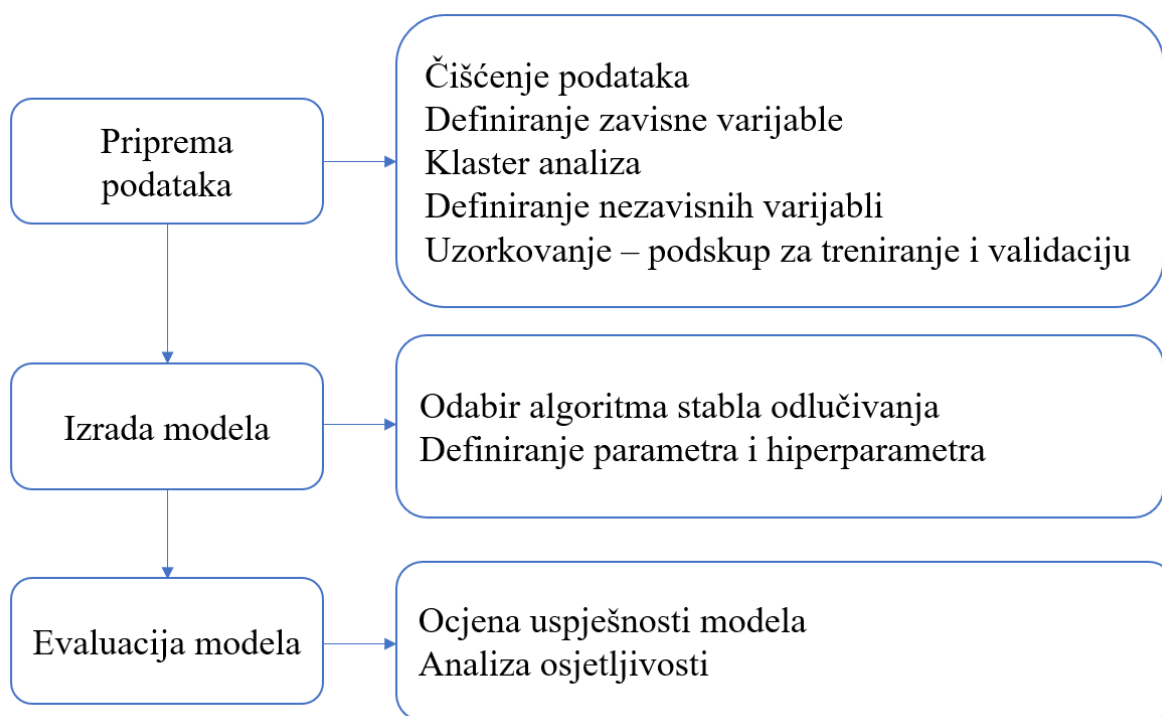 Priprema
podataka
Čišćenje podataka
Definiranje zavisne varijable
Klaster analiza
Definiranje nezavisnih varijabli
Uzorkovanje – podskup za treniranje i validaciju
Izrada modela
Odabir algoritma stabla odlučivanja
Definiranje parametra i hiperparametra
Evaluacija modela
Ocjena uspješnosti modela
Analiza osjetljivosti